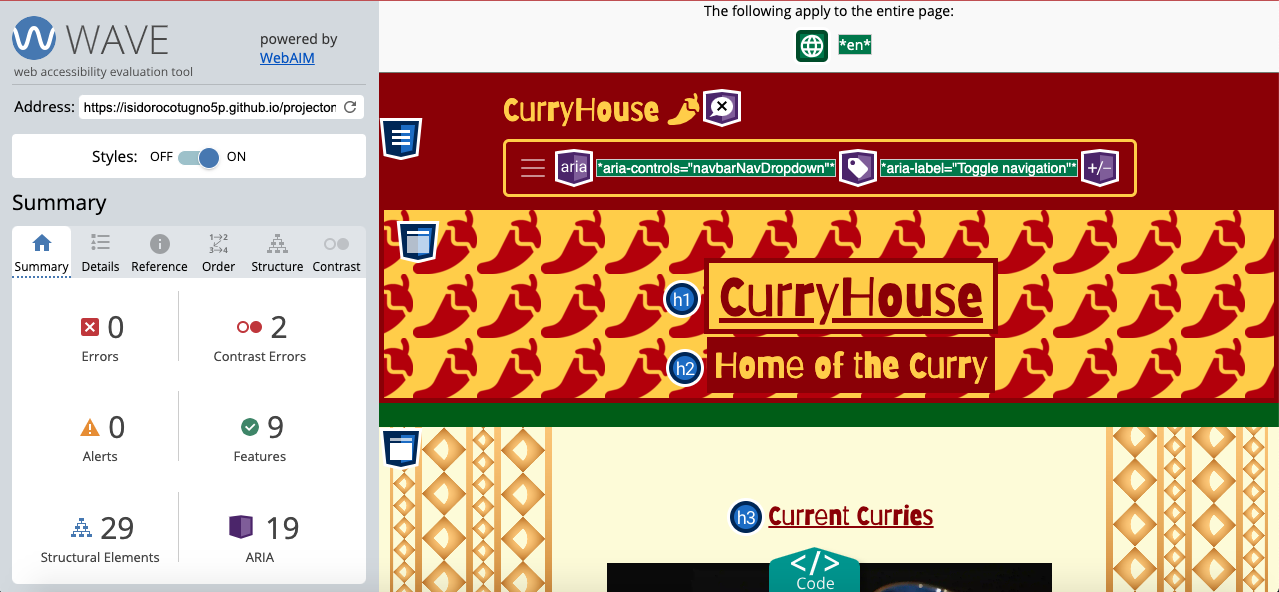 WAVE
web accessibility evaluation tool
powered by
WebAIM
Address: https://isidorocotugno5p.github.io/projector
Styles: OFF ON
Summary
Summary Details Reference Order Structure Contrast
0
Errors
2
Contrast Errors
0
Alerts
9
Features
29
Structural Elements
19
ARIA
The following apply to the entire page:
*en*
CurryHouse
aria *aria-controls="navbarNavDropdown"* *aria-label="Toggle navigation"* +/-
h1 CurryHouse
h2 Home of the Curry
h3 Current Curries
</>
Code